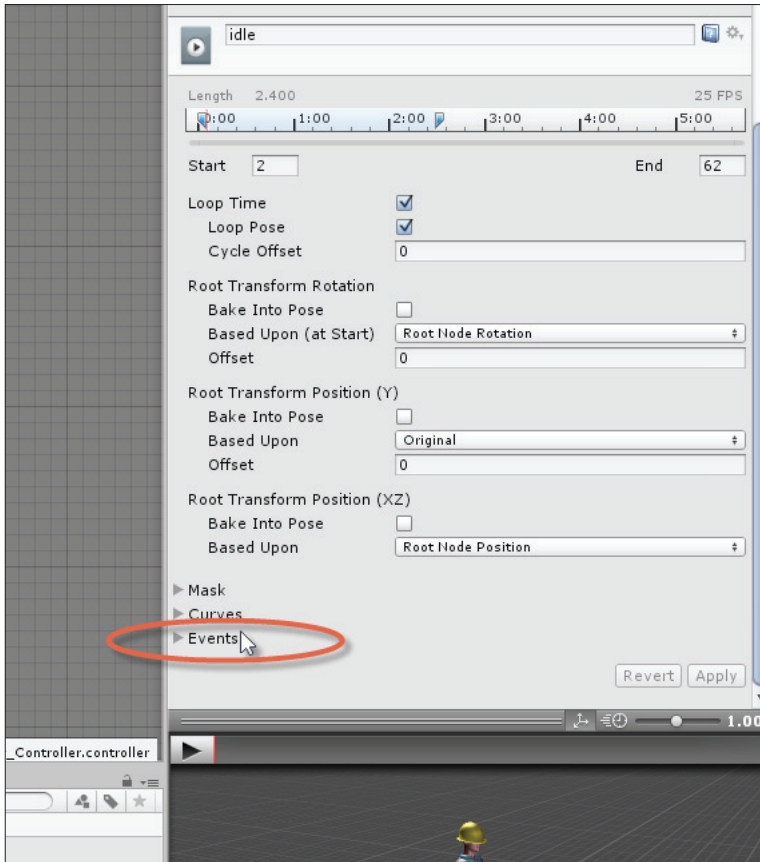 idle
Length 2.400 25 FPS
0:00 1:00 2:00 3:00 4:00 5:00
Start 2 End 62
Loop Time
Loop Pose
Cycle Offset 0
Root Transform Rotation
Bake Into Pose
Based Upon (at Start) Root Node Rotation
Offset 0
Root Transform Position (Y)
Bake Into Pose
Based Upon Original
Offset 0
Root Transform Position (XZ)
Bake Into Pose
Based Upon Root Node Position
Mask
Curves
Events
Revert Apply
1.00
_Controller.controller